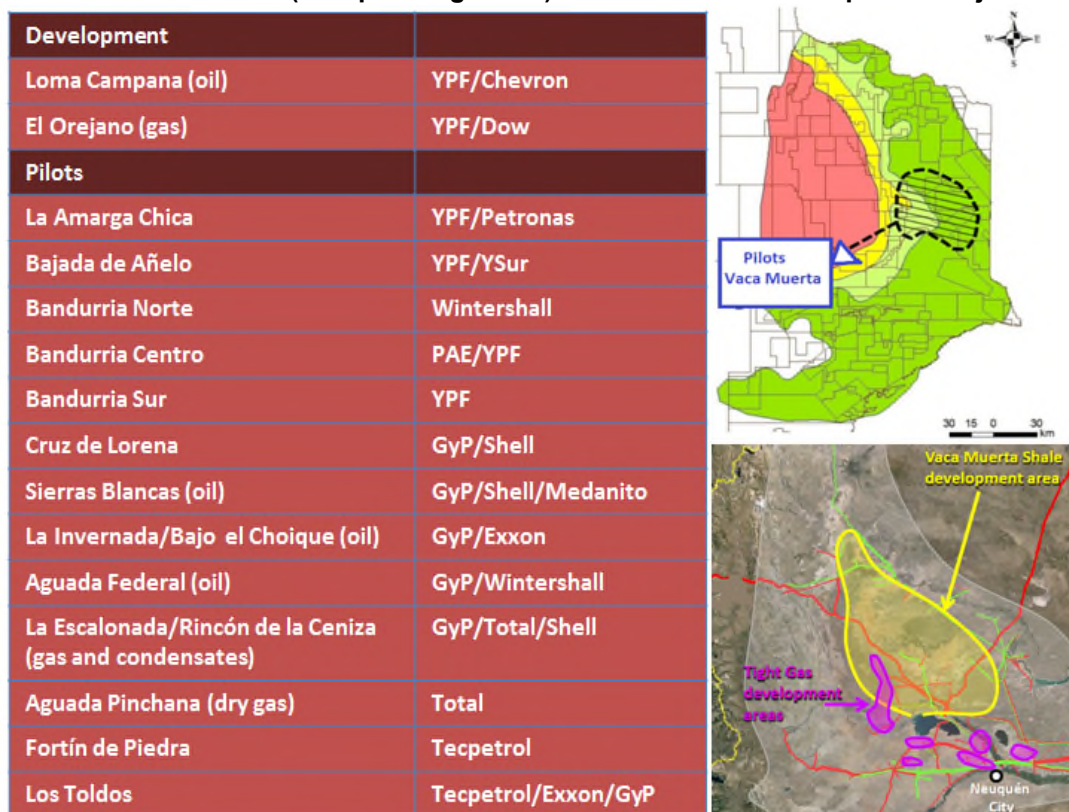 Development
Loma Campana (oil) YPF/Chevron
El Orejano (gas) YPF/Dow
Pilots
La Amarga Chica YPF/Petronas
Bajada de Añelo YPF/YSur
Bandurria Norte Wintershall
Bandurria Centro PAE/YPF
Bandurria Sur YPF
Cruz de Lorena GyP/Shell
Sierras Blancas (oil) GyP/Shell/Medanito
La Invernada/Bajo el Choique (oil) GyP/Exxon
Aguada Federal (oil) GyP/Wintershall
La Escalonada/Rincón de la Ceniza GyP/Total/Shell
(gas and condensates)
Aguada Pinchana (dry gas) Total
Fortín de Piedra Tecpetrol
Los Toldos Tecpetrol/Exxon/GyP
N
W E
S
Pilots
Vaca Muerta
30 15 0 30
km
Vaca Muerta Shale
development area
Tight Gas
development
areas
Neuquén
City